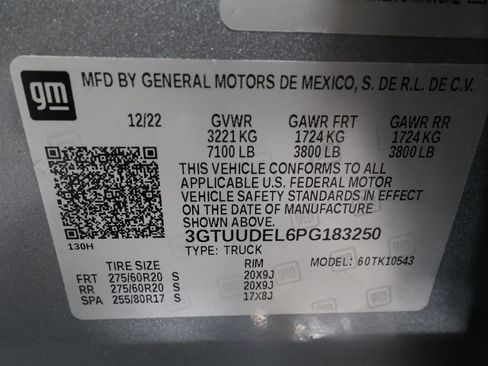 gm
MFD BY GENERAL MOTORS DE MEXICO, S. DE R.L. DE C.V.
12/22 GVWR GAWR FRT GAWR RR
3221 KG 1724 KG 1724 KG
7100 LB 3800 LB 3800 LB
THIS VEHICLE CONFORMS TO ALL
APPLICABLE U.S. FEDERAL MOTOR
VEHICLE SAFETY STANDARDS IN EFFECT
ON THE DATE OF MANUFACTURE
SHOWN ABOVE.
130H
3GTUUDEL6PG183250
TYPE: TRUCK
TIRE SIZE RIM MODEL: 60TK10543
FRT 275/60R20 S 20X9J
RR 275/60R20 S 20X9J
SPA 255/80R17 S 17X8J